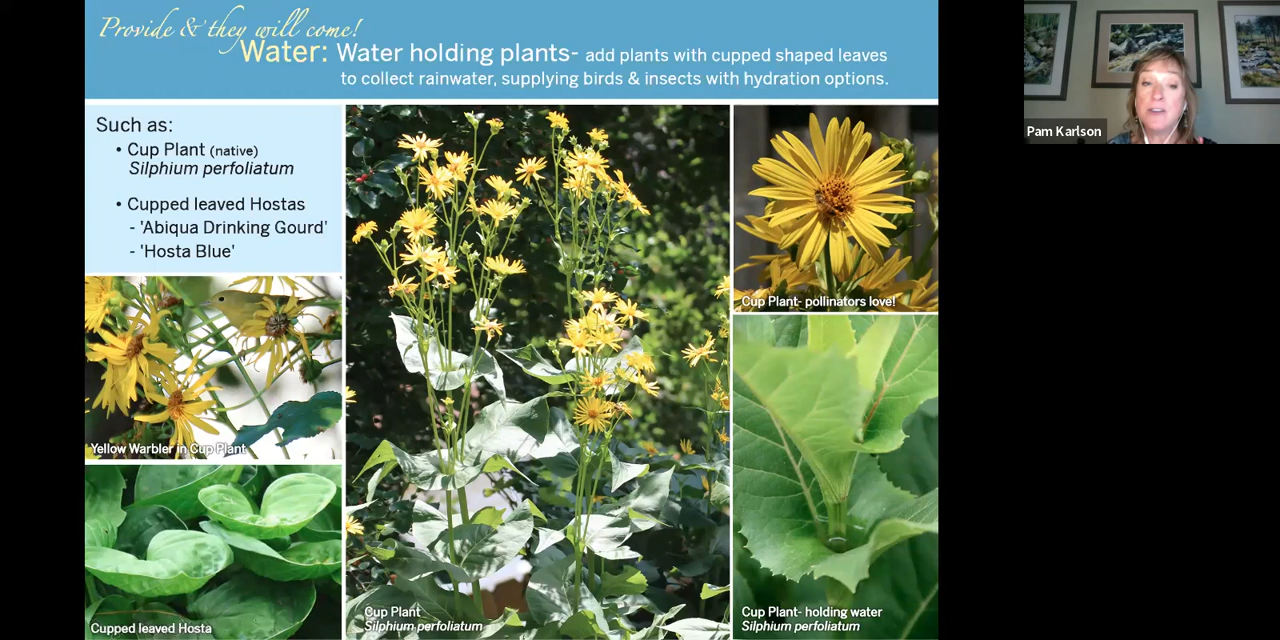 Provide & they will come!
Water: Water holding plants- add plants with cupped shaped leaves
to collect rainwater, supplying birds & insects with hydration options.
Such as:
• Cup Plant (native)
Silphium perfoliatum
• Cupped leaved Hostas
- 'Abiqua Drinking Gourd'
- 'Hosta Blue'
Yellow Warbler in Cup Plant
Cupped leaved Hosta
Cup Plant
Silphium perfoliatum
Cup Plant- pollinators love!
Cup Plant- holding water
Silphium perfoliatum
Pam Karlson